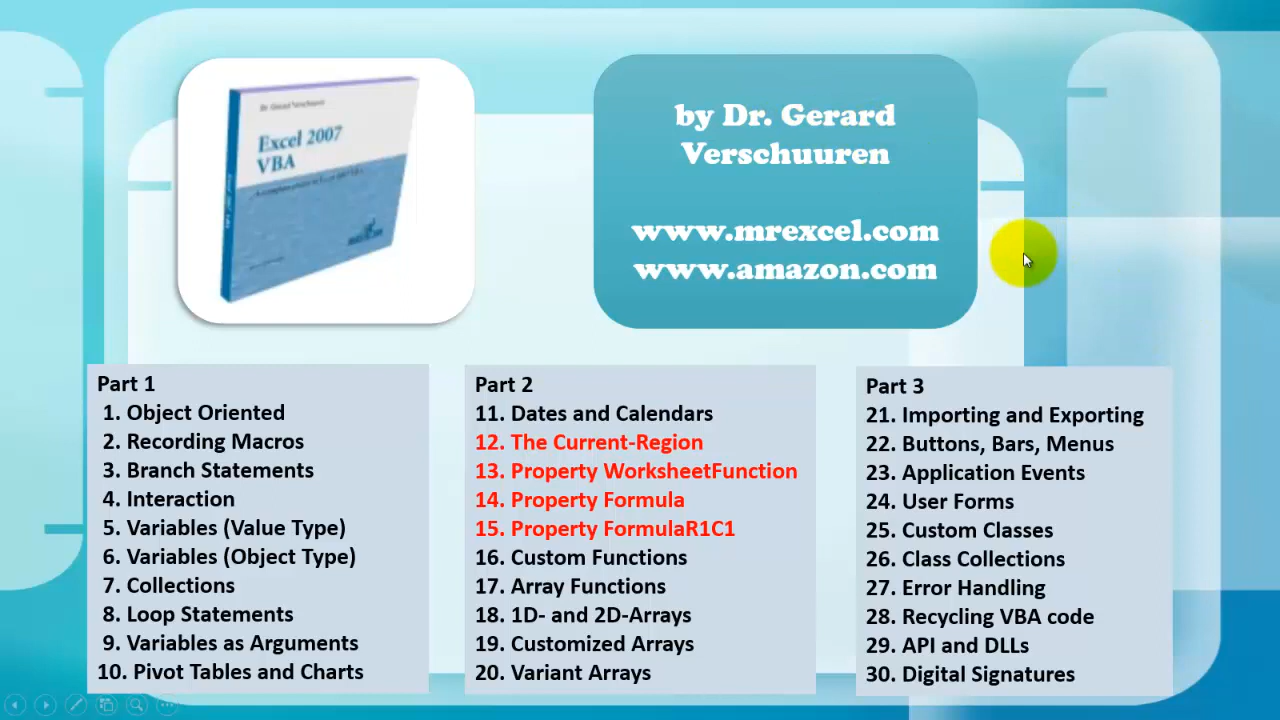 Dr. Gerard Verschuuren
Excel 2007
VBA
by Dr. Gerard
Verschuuren
www.mrexcel.com
www.amazon.com
Part 1
1. Object Oriented
2. Recording Macros
3. Branch Statements
4. Interaction
5. Variables (Value Type)
6. Variables (Object Type)
7. Collections
8. Loop Statements
9. Variables as Arguments
10. Pivot Tables and Charts
Part 2
11. Dates and Calendars
12. The Current-Region
13. Property WorksheetFunction
14. Property Formula
15. Property FormulaR1C1
16. Custom Functions
17. Array Functions
18. 1D- and 2D-Arrays
19. Customized Arrays
20. Variant Arrays
Part 3
21. Importing and Exporting
22. Buttons, Bars, Menus
23. Application Events
24. User Forms
25. Custom Classes
26. Class Collections
27. Error Handling
28. Recycling VBA code
29. API and DLLs
30. Digital Signatures